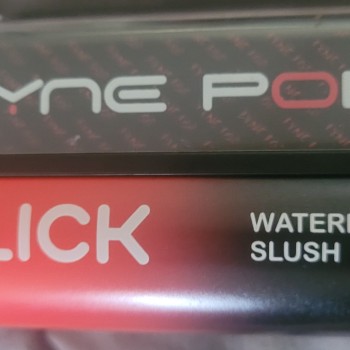 YNE PO
LICK
WATER
SLUSH